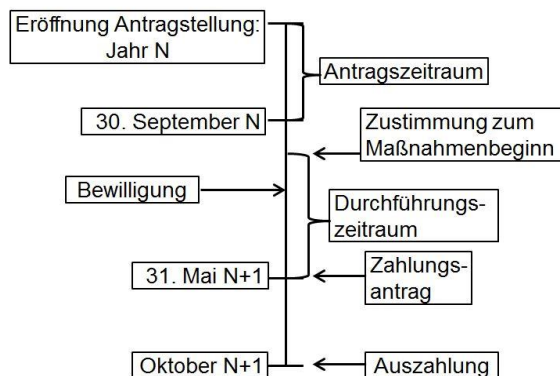 Eröffnung Antragstellung:
Jahr N
Antragszeitraum
30. September N
Zustimmung zum
Maßnahmenbeginn
Bewilligung
Durchführungs-
zeitraum
31. Mai N+1
Zahlungs-
antrag
Oktober N+1
Auszahlung